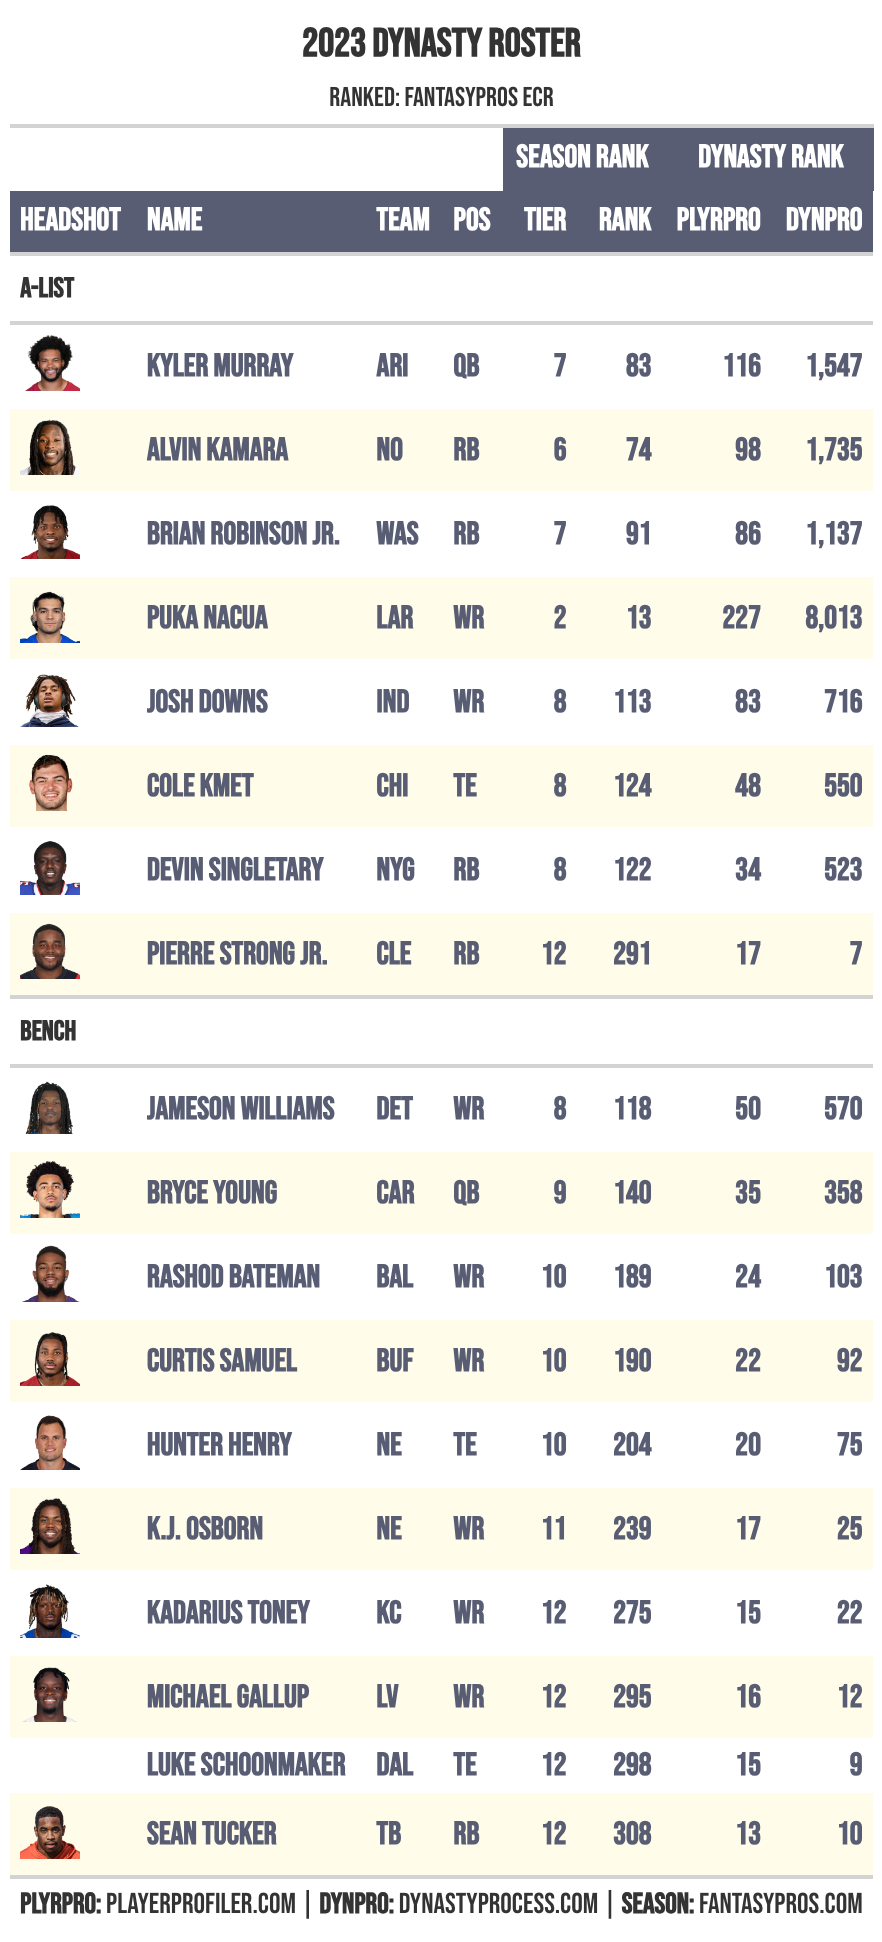 2023 DYNASTY ROSTER
RANKED: FANTASYPROS ECR
SEASON RANK DYNASTY RANK
HEADSHOT NAME TEAM POS TIER RANK PLYRPRO DYNPRO
A-LIST
KYLER MURRAY ARI QB 7 83 116 1,547
ALVIN KAMARA NO RB 6 74 98 1,735
BRIAN ROBINSON JR. WAS RB 7 91 86 1,137
PUKA NACUA LAR WR 2 13 227 8,013
JOSH DOWNS IND WR 8 113 83 716
COLE KMET CHI TE 8 124 48 550
DEVIN SINGLETARY NYG RB 8 122 34 523
PIERRE STRONG JR. CLE RB 12 291 17 7
BENCH
JAMESON WILLIAMS DET WR 8 118 50 570
BRYCE YOUNG CAR QB 9 140 35 358
RASHOD BATEMAN BAL WR 10 189 24 103
CURTIS SAMUEL BUF WR 10 190 22 92
HUNTER HENRY NE TE 10 204 20 75
K.J. OSBORN NE WR 11 239 17 25
KADARIUS TONEY KC WR 12 275 15 22
MICHAEL GALLUP LV WR 12 295 16 12
LUKE SCHOONMAKER DAL TE 12 298 15 9
SEAN TUCKER TB RB 12 308 13 10
PLYRPRO: PLAYERPROFILER.COM | DYNPRO: DYNASTYPROCESS.COM | SEASON: FANTASYPROS.COM